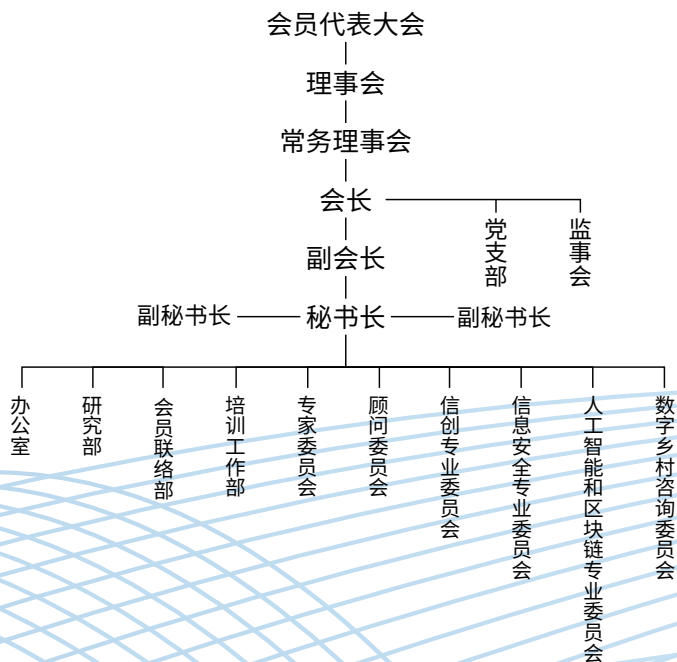 会员代表大会
理事会
常务理事会
会长
党支部
监事会
副会长
副秘书长
秘书长
副秘书长
办公室
研究部
会员联络部
培训工作部
专家委员会
顾问委员会
信创专业委员会
信息安全专业委员会
人工智能和区块链专业委员会
数字乡村咨询委员会